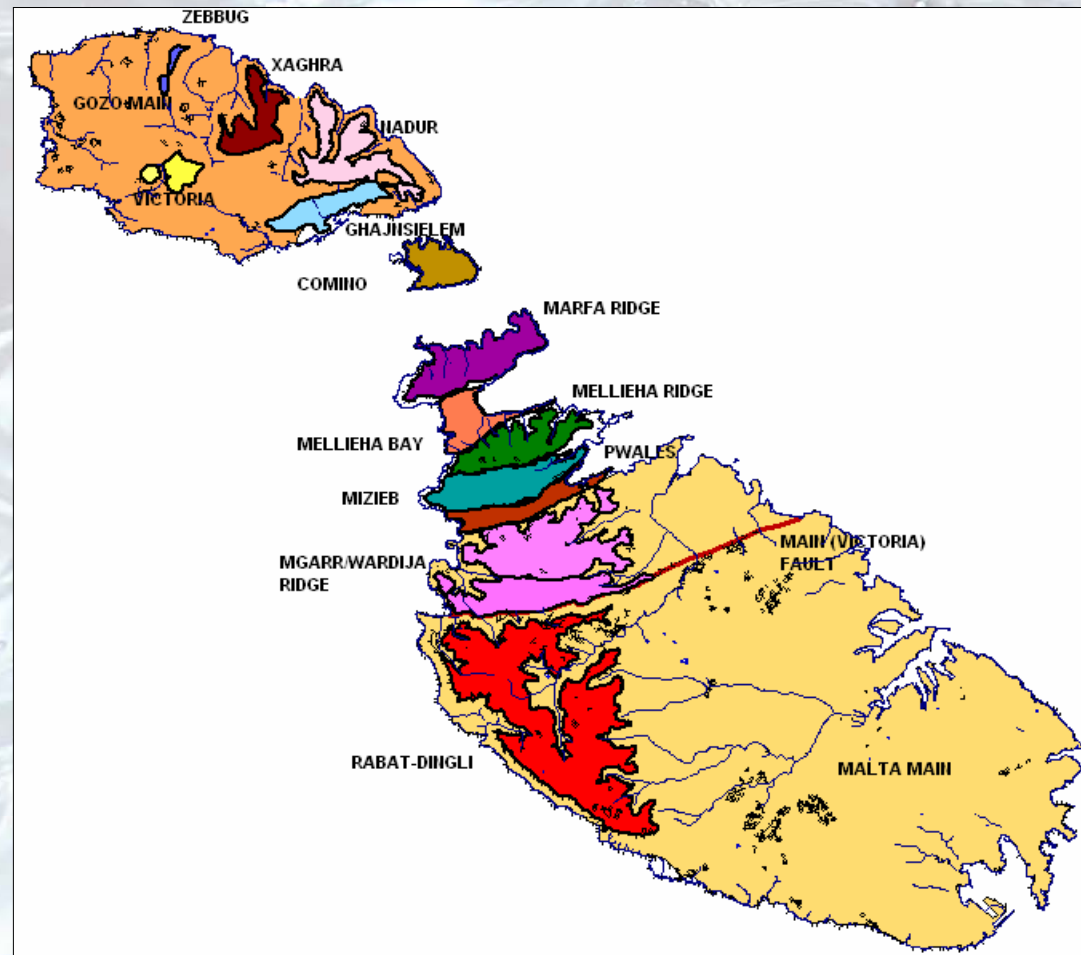 ZEBBUG
XAGHRA
GOZO MAIN
NADUR
VICTORIA
GHAJNSIELEM
COMINO
MARFA RIDGE
MELLIEHA RIDGE
MELLIEHA BAY
PWALES
MIZIEB
MAIN (VICTORIA)
FAULT
MGARR/WARDIJA
RIDGE
RABAT-DINGLI
MALTA MAIN